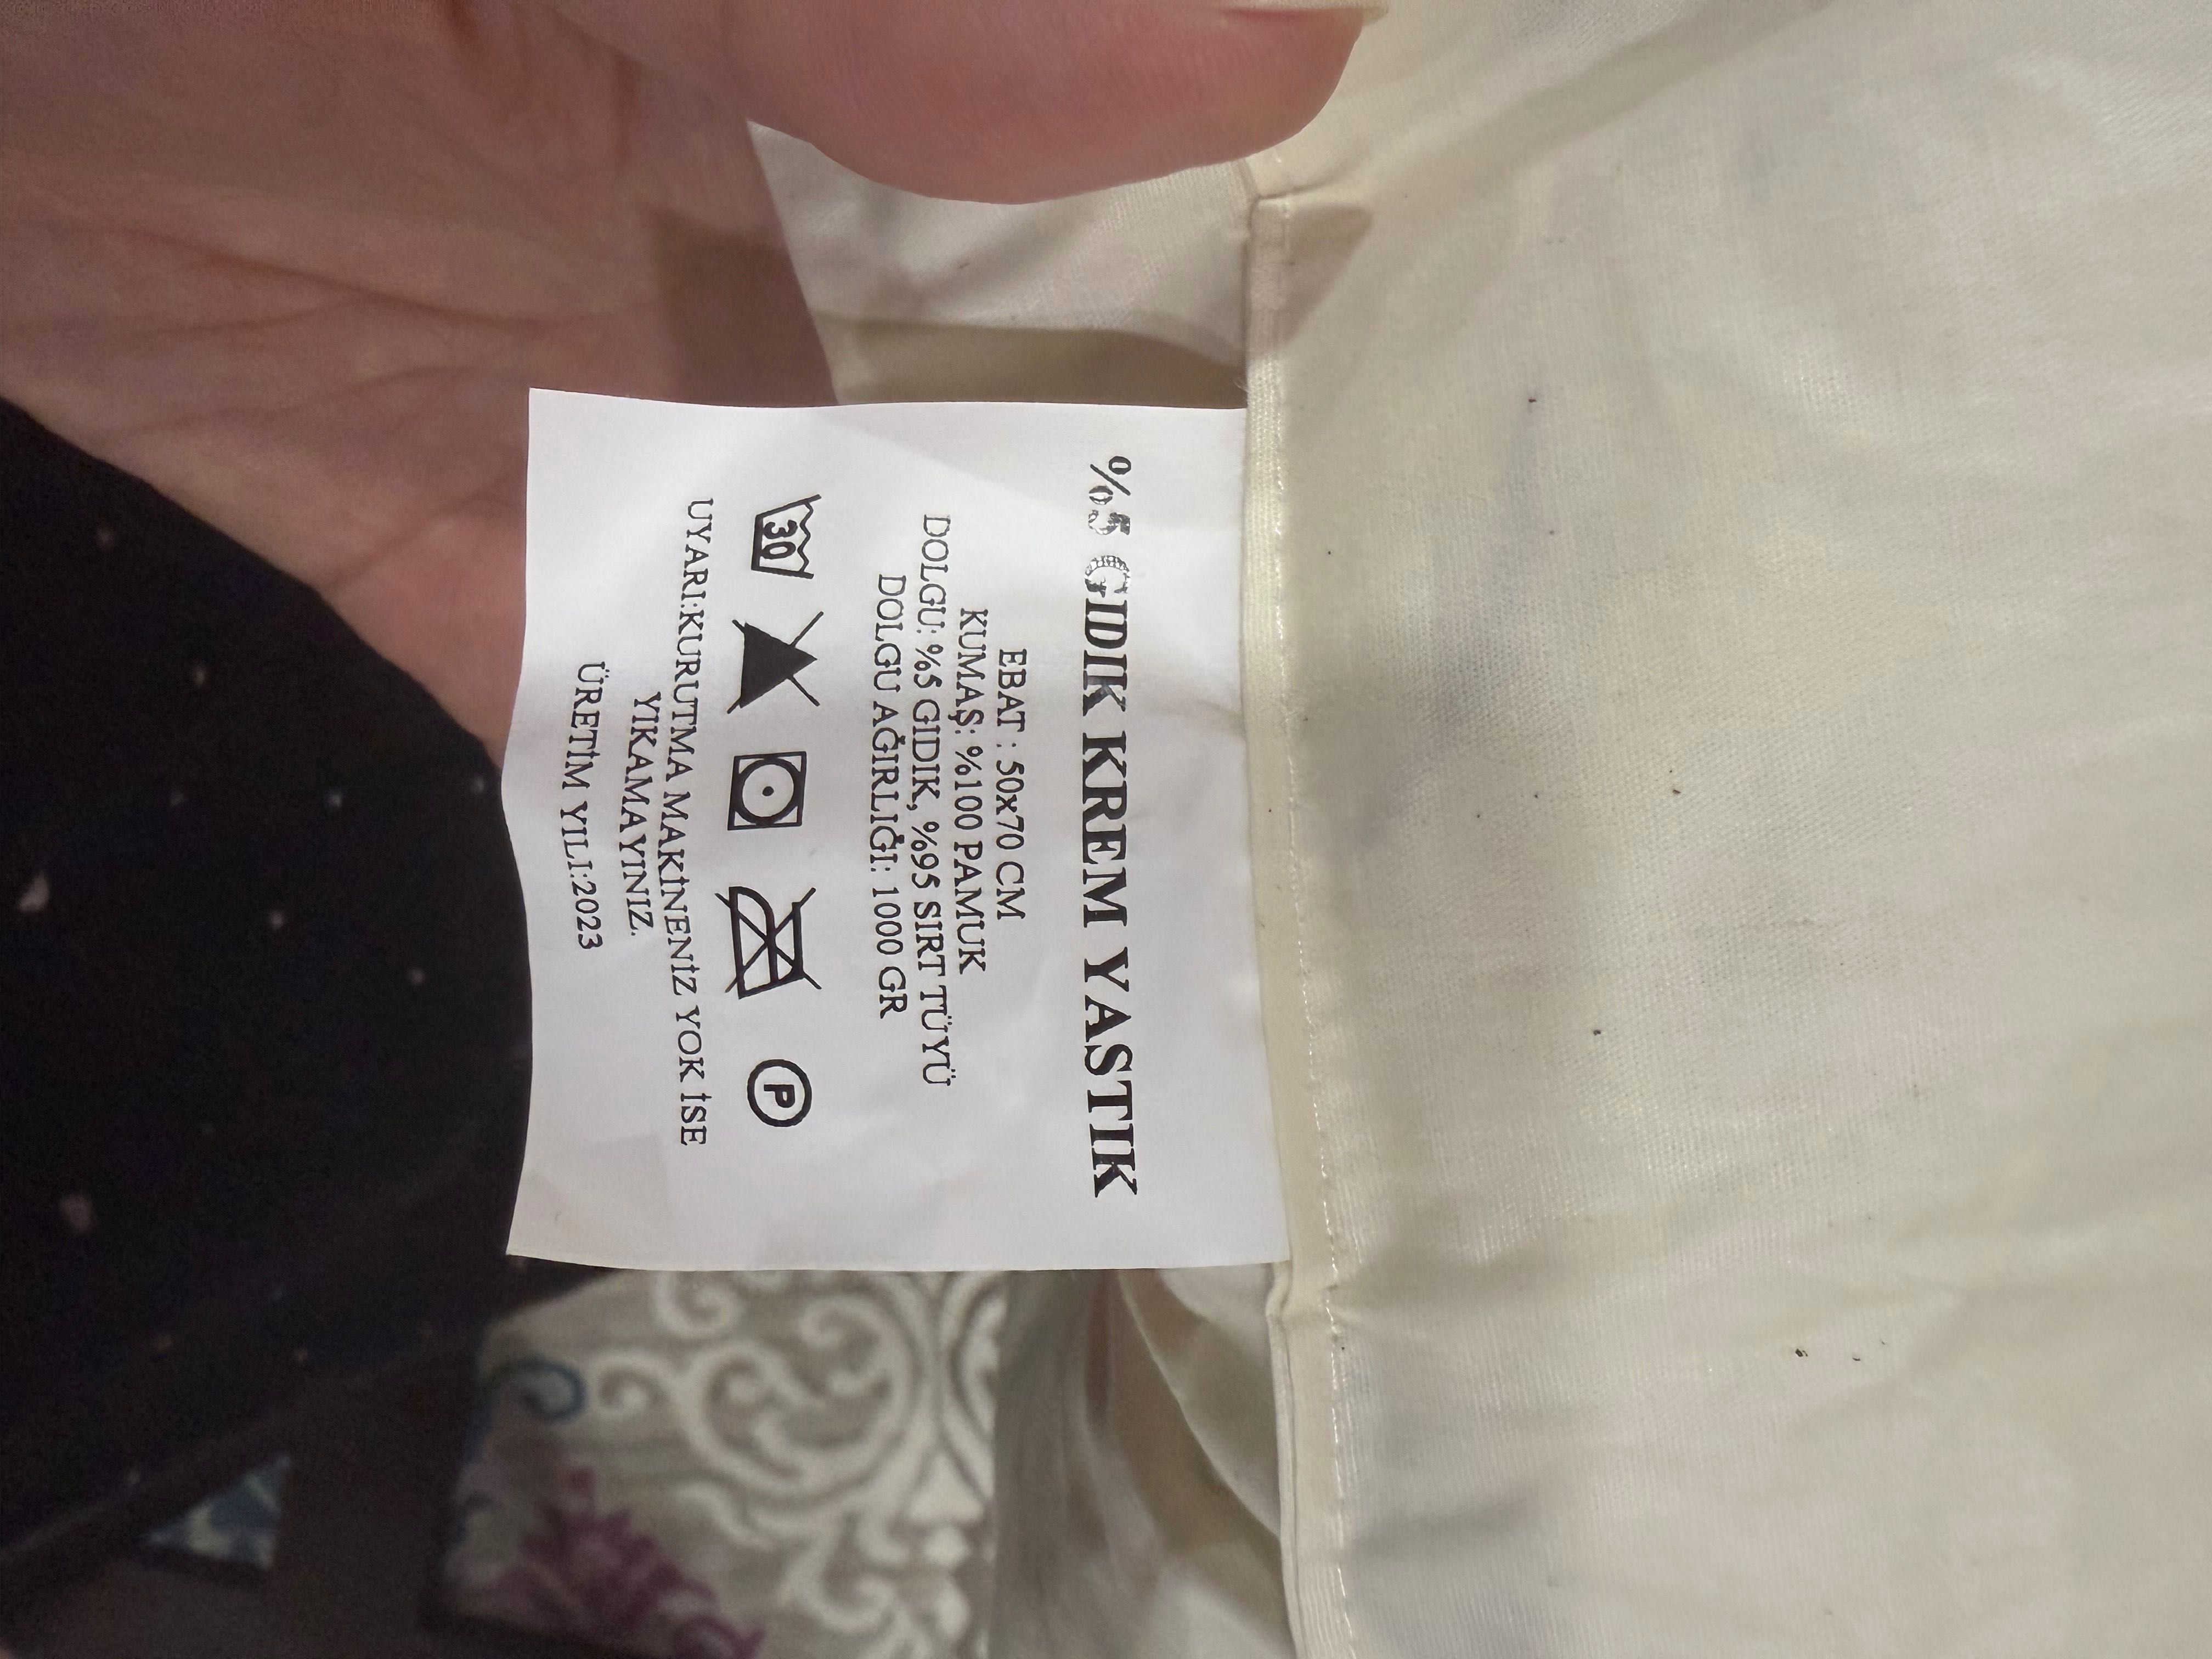 %5 GIDIK KREM YASTIK
EBAT : 50x70 CM
KUMAŞ: %100 PAMUK
DOLGU: %5 GIDIK, %95 SIRT TÜYÜ
DOLGU AĞIRLIĞI: 1000 GR
30
P
UYARI:KURUTMA MAKİNENİZ YOK İSE
YIKAMAYINIZ.
ÜRETİM YILI:2023